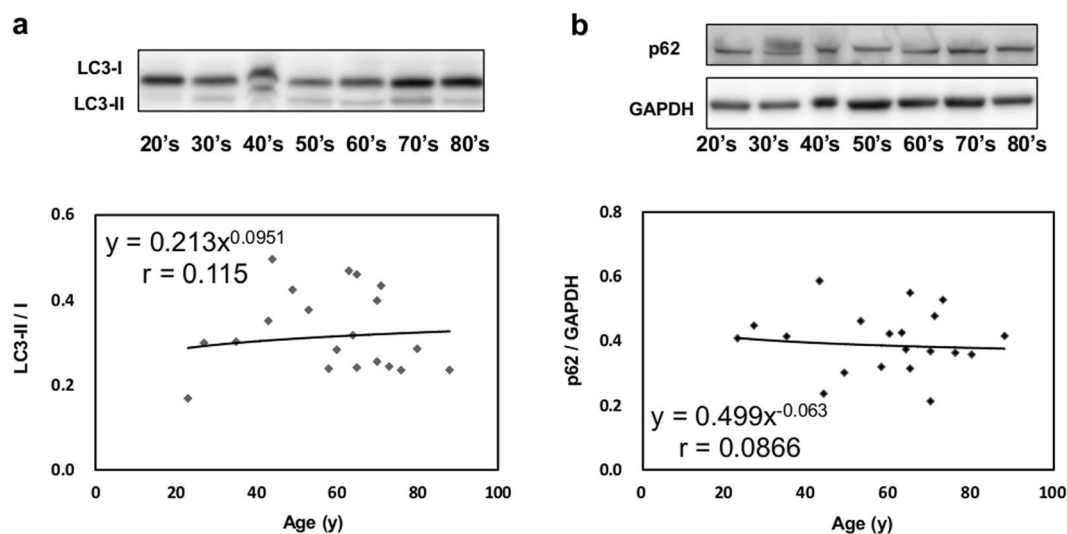 a
LC3-I
LC3-II
20’s 30’s 40’s 50’s 60’s 70’s 80’s
0.6
0.4
0.2
0.0
LC3-II / I
y = 0.213x^0.0951
r = 0.115
0 20 40 60 80 100
Age (y)
b
p62
GAPDH
20’s 30’s 40’s 50’s 60’s 70’s 80’s
0.8
0.6
0.4
0.2
0.0
p62 / GAPDH
y = 0.499x^-0.063
r = 0.0866
0 20 40 60 80 100
Age (y)